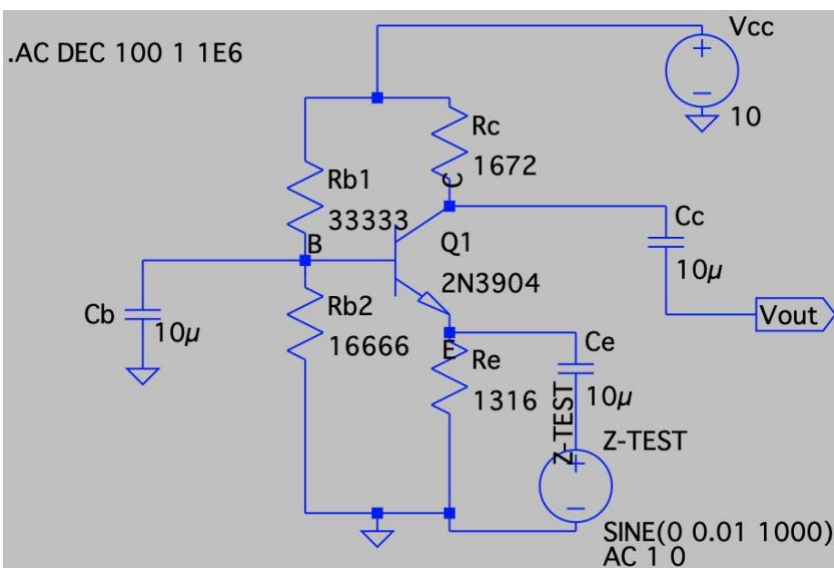 .AC DEC 100 1 1E6
Vcc
10
Rc
1672
C
Rb1
33333
B
Q1
2N3904
Cc
10µ
Vout
Cb
10µ
Rb2
16666
E
Re
1316
Ce
10µ
Z-TEST
Z-TEST
SINE(0 0.01 1000)
AC 1 0